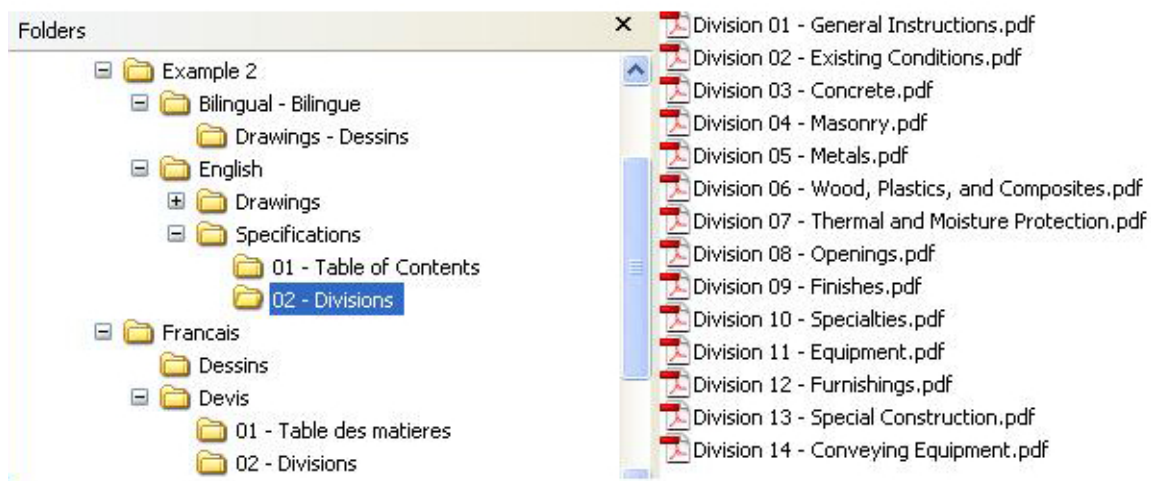 Folders
Example 2
Bilingual - Bilingue
Drawings - Dessins
English
Drawings
Specifications
01 - Table of Contents
02 - Divisions
Francais
Dessins
Devis
01 - Table des matieres
02 - Divisions
Division 01 - General Instructions.pdf
Division 02 - Existing Conditions.pdf
Division 03 - Concrete.pdf
Division 04 - Masonry.pdf
Division 05 - Metals.pdf
Division 06 - Wood, Plastics, and Composites.pdf
Division 07 - Thermal and Moisture Protection.pdf
Division 08 - Openings.pdf
Division 09 - Finishes.pdf
Division 10 - Specialties.pdf
Division 11 - Equipment.pdf
Division 12 - Furnishings.pdf
Division 13 - Special Construction.pdf
Division 14 - Conveying Equipment.pdf